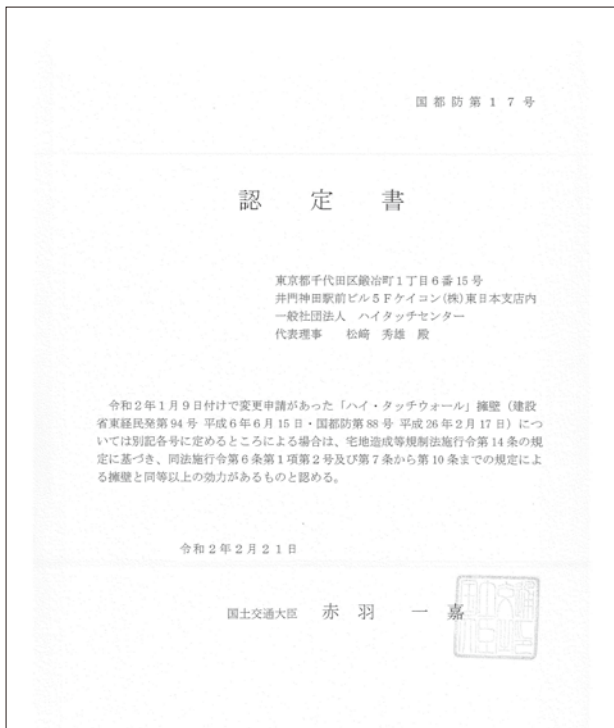 国都防第１７号
認定書
東京都千代田区鍛冶町１丁目６番15号
井門神田駅前ビル５Ｆケイコン(株)東日本支店内
一般社団法人　ハイタッチセンター
代表理事　松﨑　秀雄　殿
令和２年１月９日付けで変更申請があった「ハイ・タッチウォール」擁壁（建設
省東経民発第94号 平成６年６月15日・国都防第88号 平成26年２月17日）につ
いては別記各号に定めるところによる場合は、宅地造成等規制法施行令第14条の規
定に基づき、同法施行令第６条第１項第２号及び第７条から第10条までの規定によ
る擁壁と同等以上の効力があるものと認める。
令和２年２月２１日
国土交通大臣　赤羽　一嘉